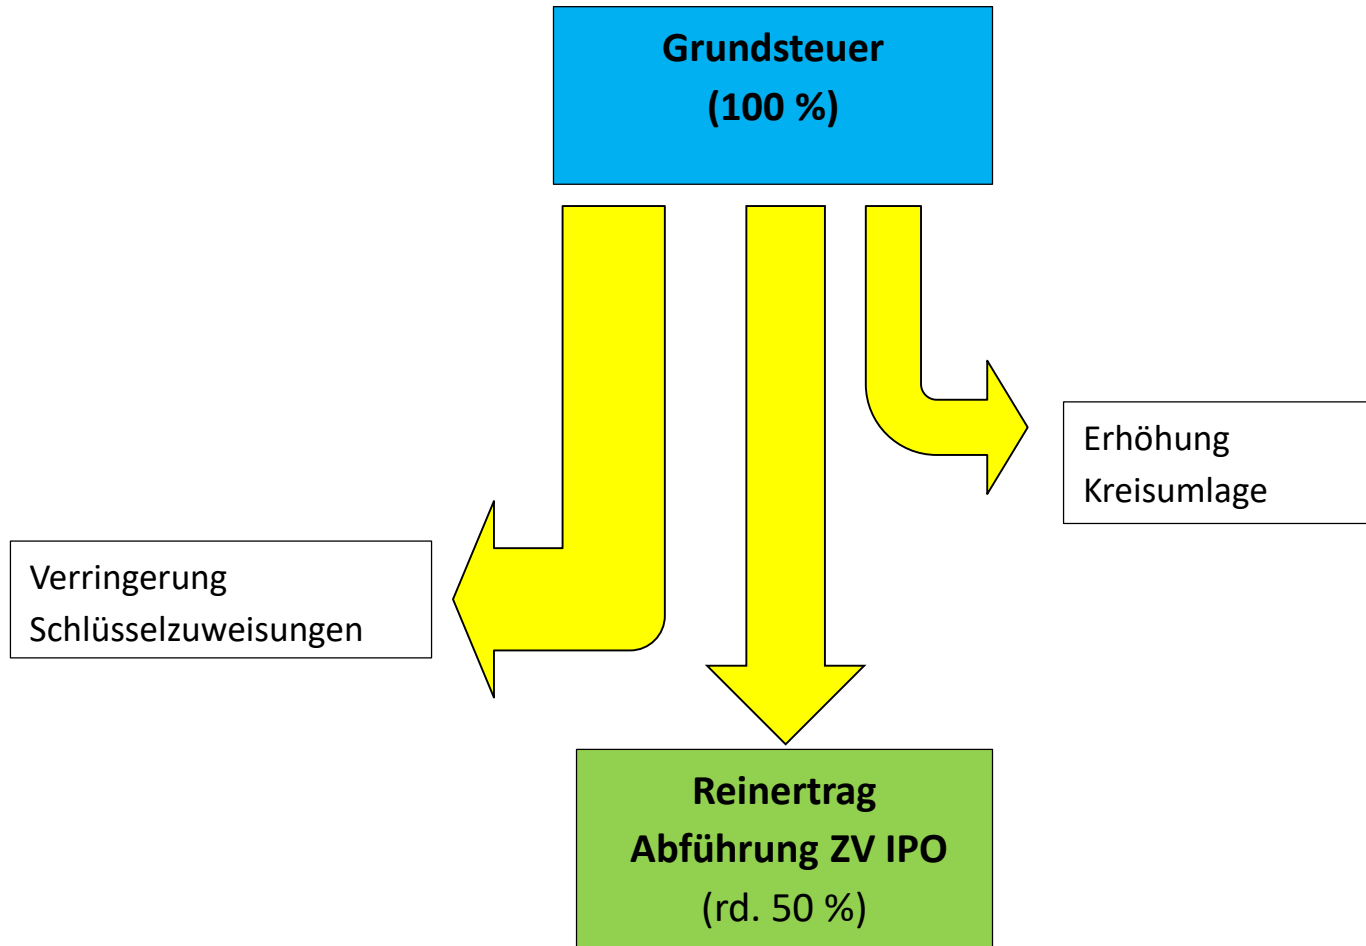 Grundsteuer
(100 %)
Erhöhung
Kreisumlage
Verringerung
Schlüsselzuweisungen
Reinertrag
Abführung ZV IPO
(rd. 50 %)